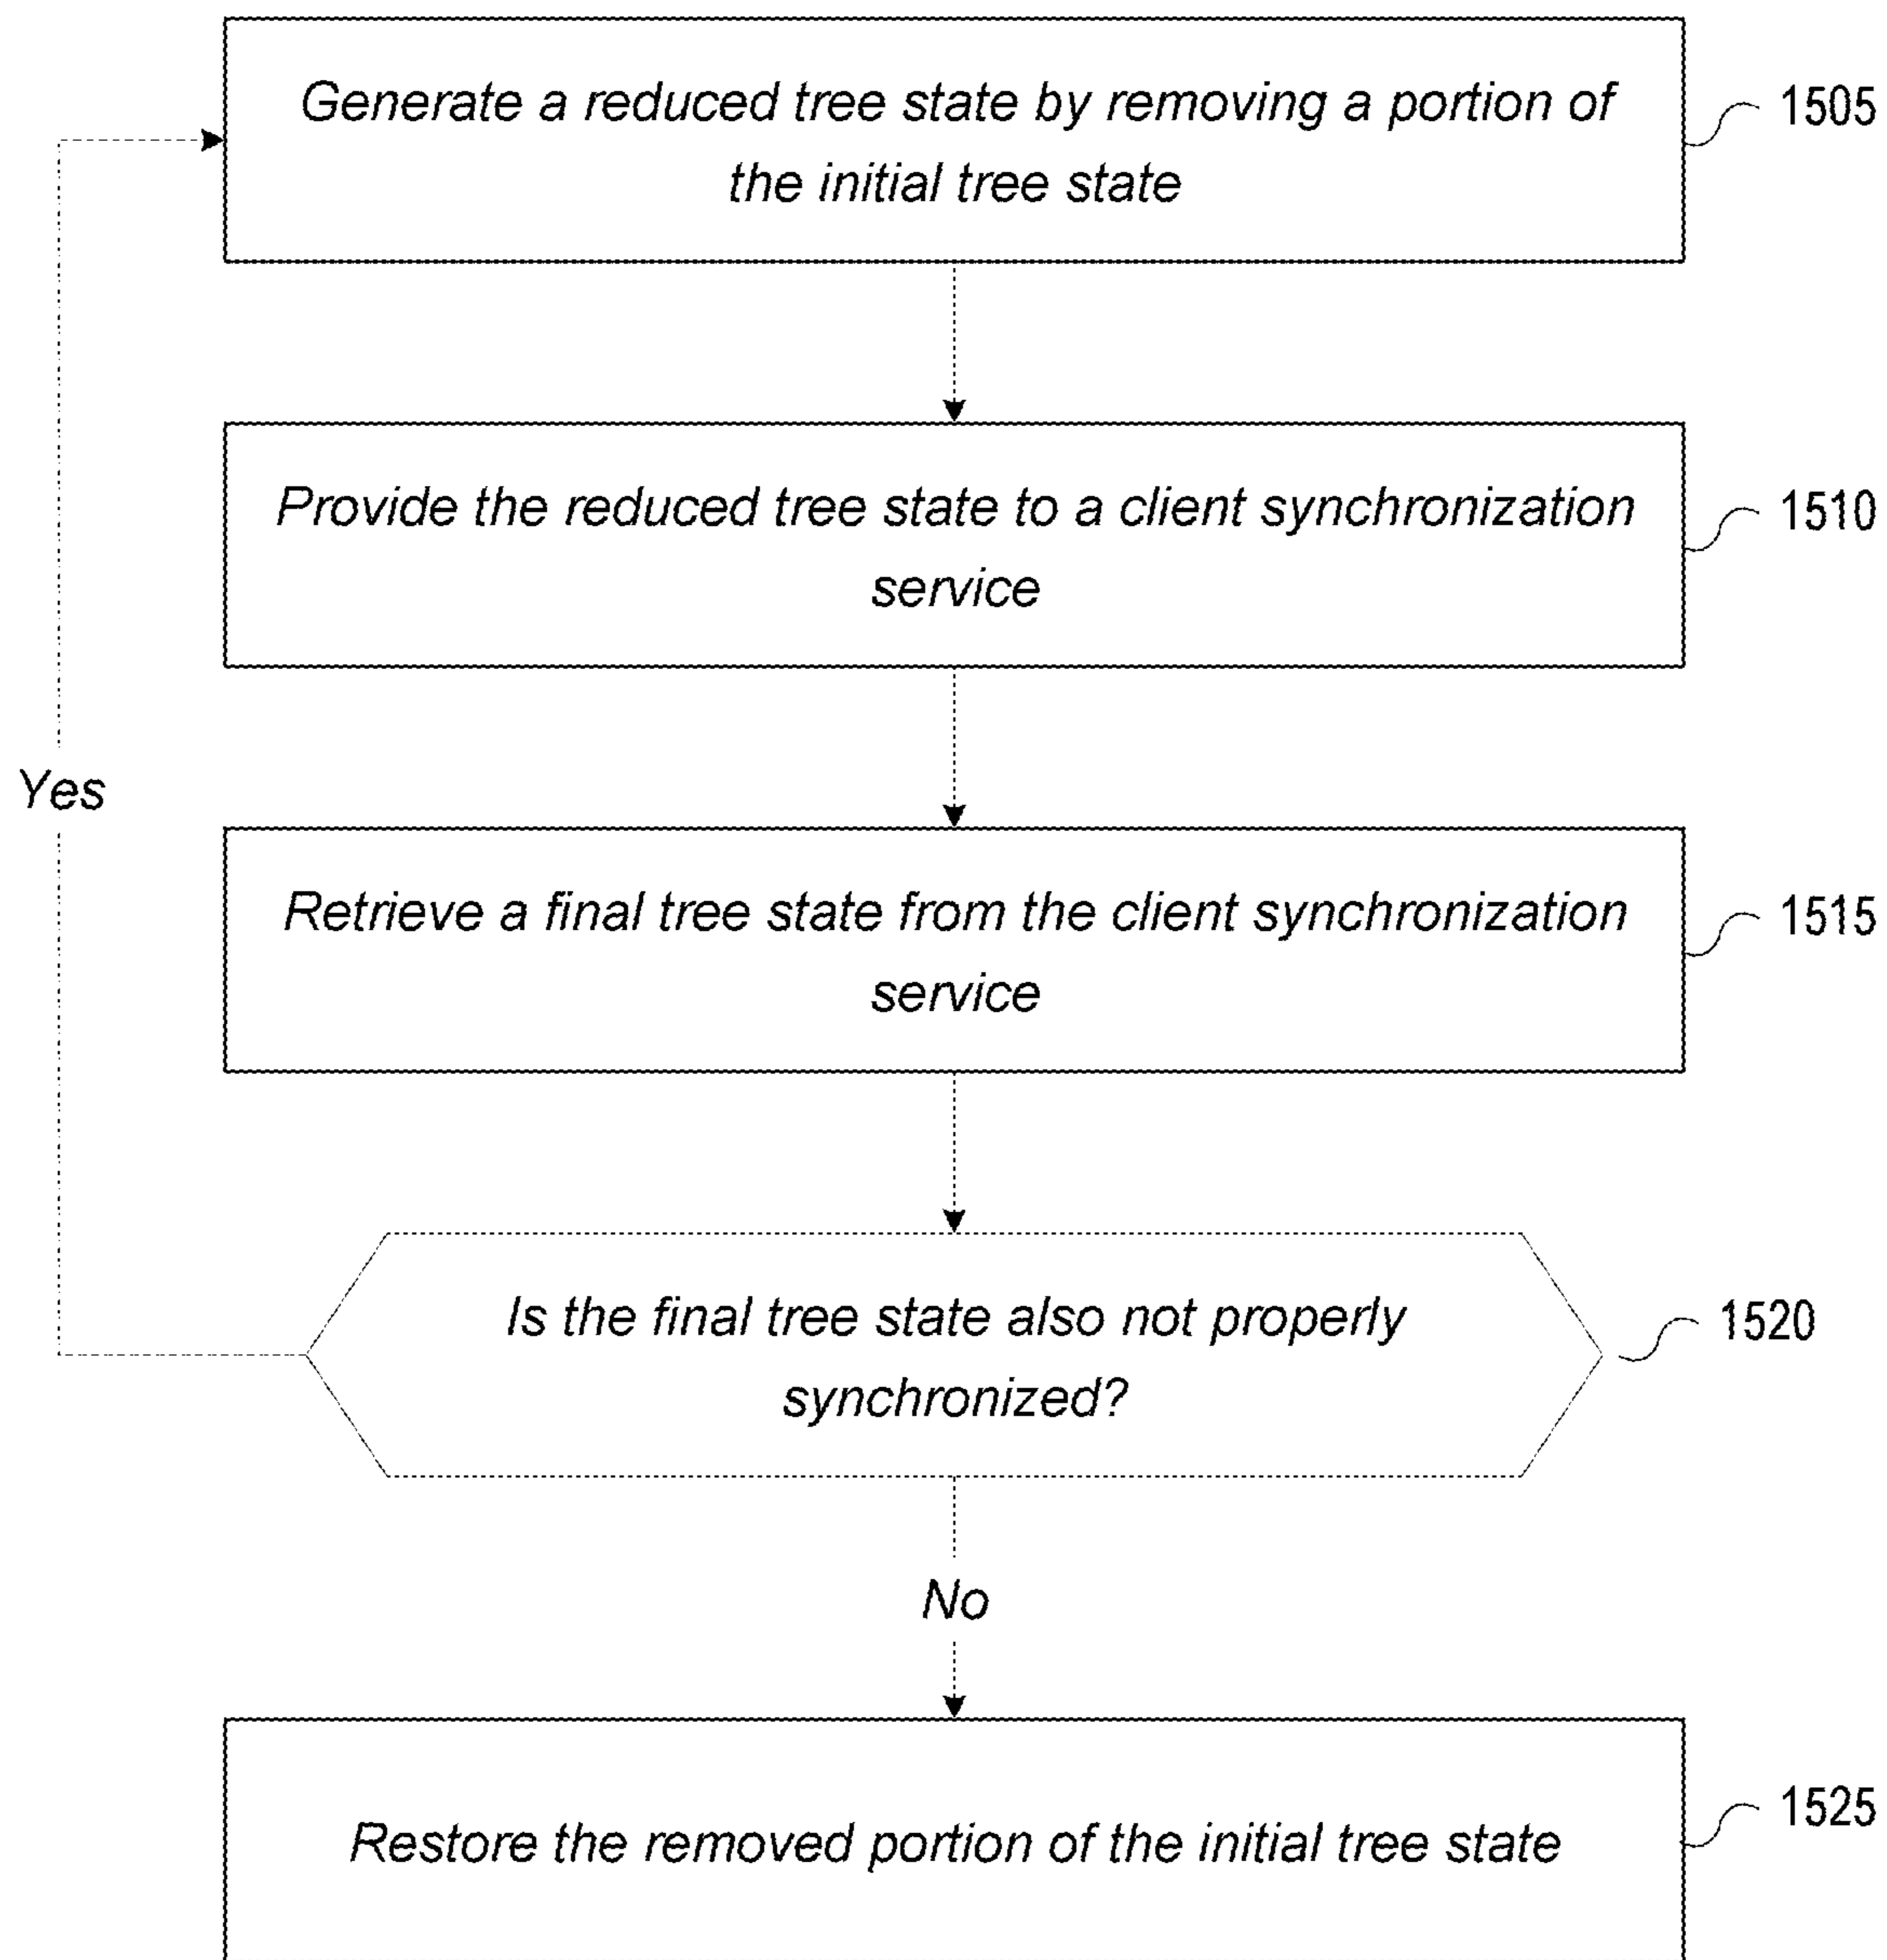 Generate a reduced tree state by removing a portion of
the initial tree state
1505
Provide the reduced tree state to a client synchronization
service
1510
Yes
Retrieve a final tree state from the client synchronization
service
1515
Is the final tree state also not properly
synchronized?
1520
No
Restore the removed portion of the initial tree state
1525